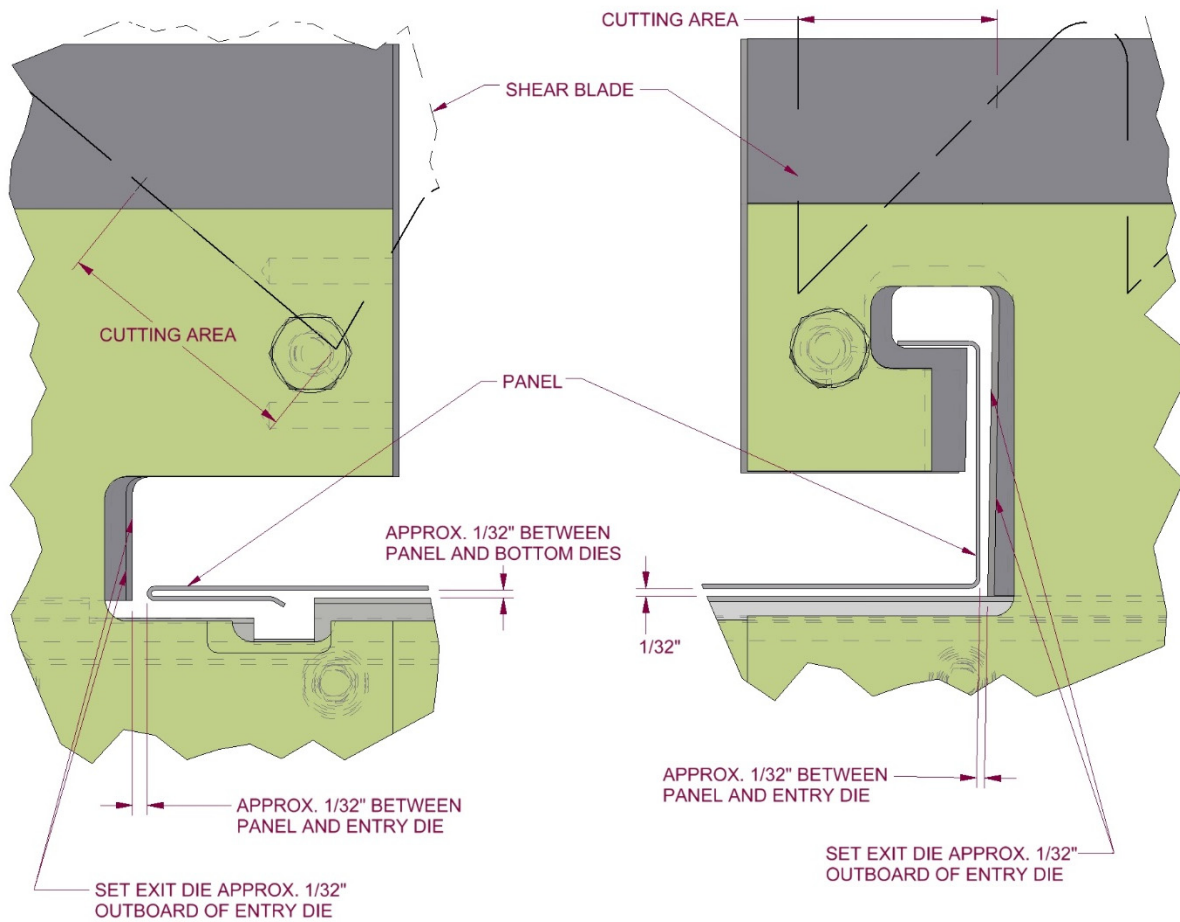 CUTTING AREA
SHEAR BLADE
CUTTING AREA
PANEL
APPROX. 1/32" BETWEEN
PANEL AND BOTTOM DIES
1/32"
APPROX. 1/32" BETWEEN
PANEL AND ENTRY DIE
APPROX. 1/32" BETWEEN
PANEL AND ENTRY DIE
SET EXIT DIE APPROX. 1/32"
OUTBOARD OF ENTRY DIE
SET EXIT DIE APPROX. 1/32"
OUTBOARD OF ENTRY DIE